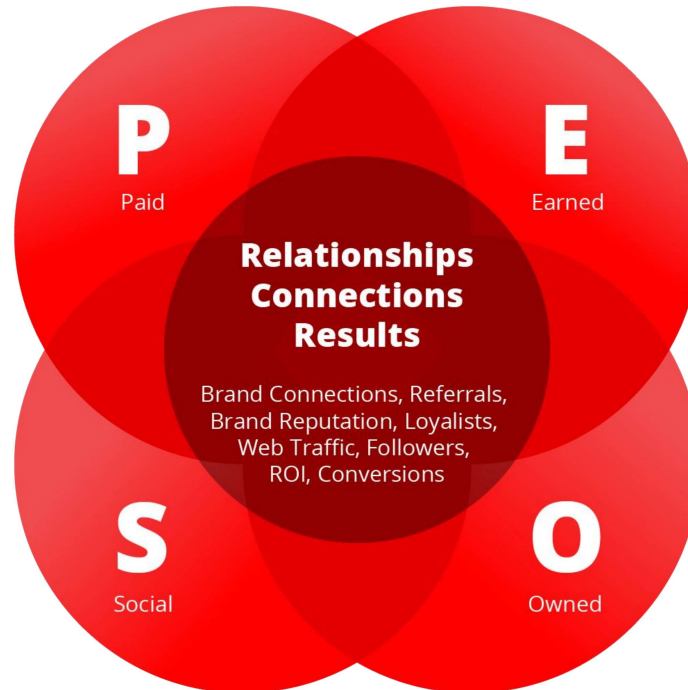 P
Paid
E
Earned
Relationships
Connections
Results
Brand Connections, Referrals,
Brand Reputation, Loyalists,
Web Traffic, Followers,
ROI, Conversions
S
Social
O
Owned